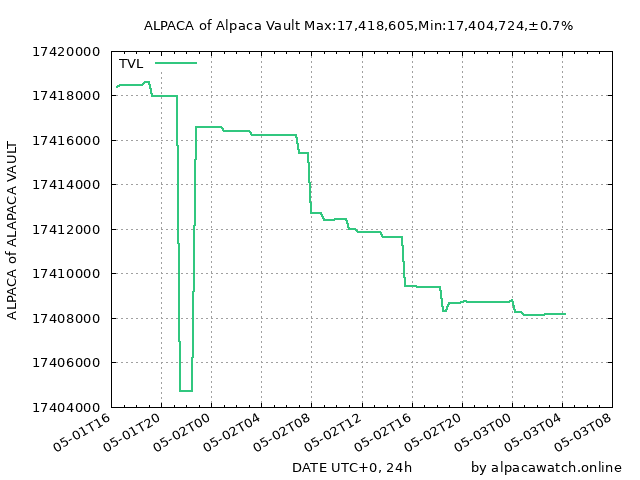 ALPACA of Alpaca Vault Max:17,418,605,Min:17,404,724,±0.7%
17420000
TVL
17418000
17416000
17414000
17412000
17410000
17408000
17406000
17404000
ALPACA of ALAPACA VAULT
05-01T16
05-01T20
05-02T00
05-02T04
05-02T08
05-02T12
05-02T16
05-02T20
05-03T00
05-03T04
05-03T08
DATE UTC+0, 24h
by alpacawatch.online